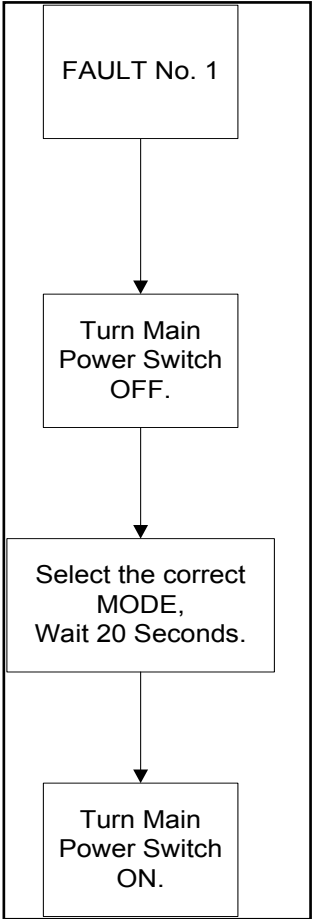 FAULT No. 1
Turn Main
Power Switch
OFF.
Select the correct
MODE,
Wait 20 Seconds.
Turn Main
Power Switch
ON.